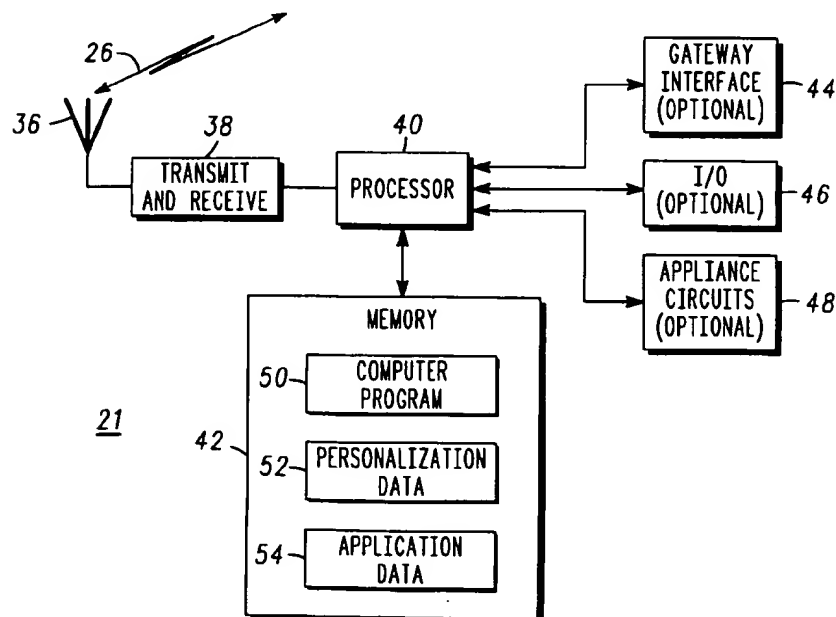 26
36
38
TRANSMIT
AND RECEIVE
40
PROCESSOR
GATEWAY
INTERFACE
(OPTIONAL)
44
I/O
(OPTIONAL)
46
APPLIANCE
CIRCUITS
(OPTIONAL)
48
MEMORY
50
COMPUTER
PROGRAM
21
42
52
PERSONALIZATION
DATA
54
APPLICATION
DATA